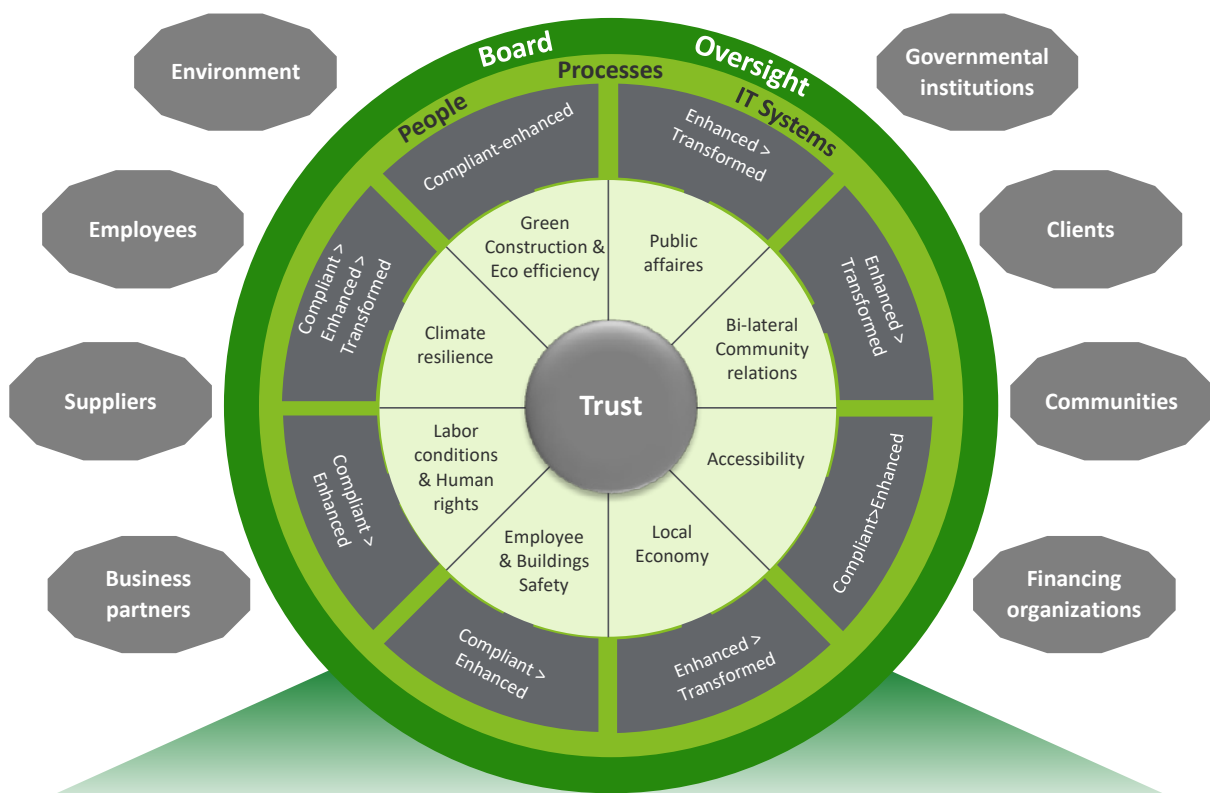 Board
Oversight
Processes
People
IT Systems
Environment
Employees
Suppliers
Business
partners
Governmental
institutions
Clients
Communities
Financing
organizations
Compliant-enhanced
Enhanced >
Transformed
Enhanced >
Transformed
Compliant>Enhanced
Enhanced >
Transformed
Compliant >
Enhanced
Compliant >
Enhanced
Compliant >
Enhanced >
Transformed
Green
Construction &
Eco efficiency
Public
affaires
Bi-lateral
Community
relations
Accessibility
Local
Economy
Employee
& Buildings
Safety
Labor
conditions
& Human
rights
Climate
resilience
Trust